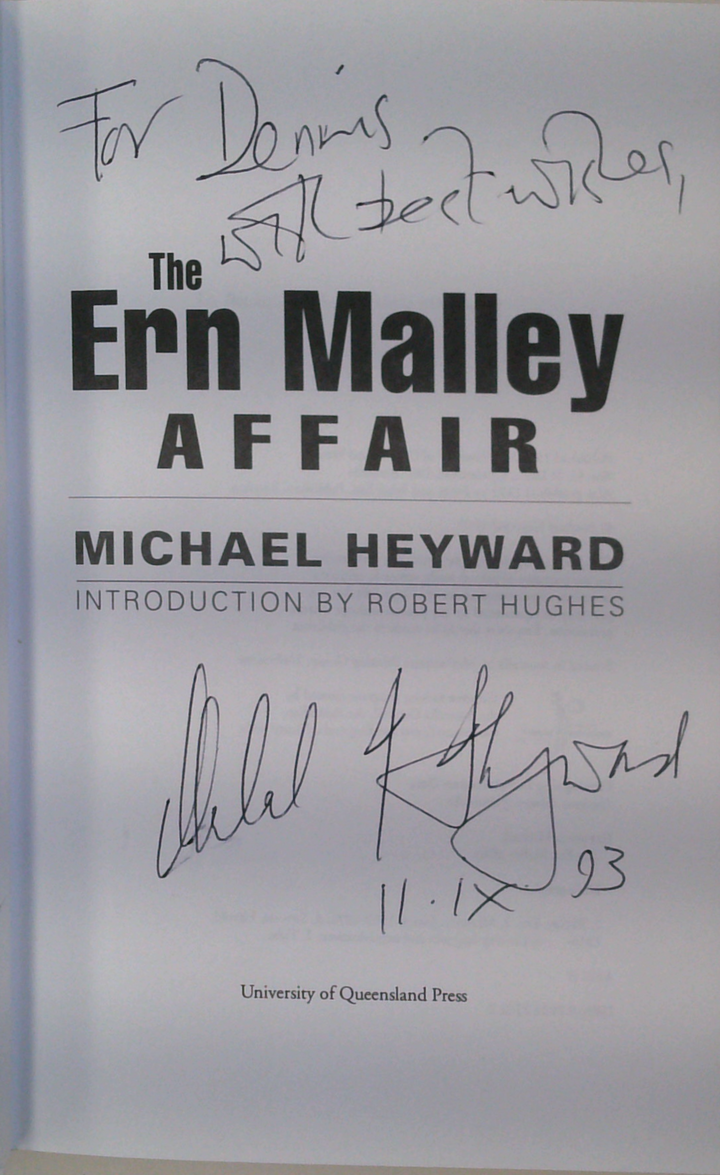 For Dennis
with best wishes,
The
Ern Malley
AFFAIR
MICHAEL HEYWARD
INTRODUCTION BY ROBERT HUGHES
Michael Heyward
11·IX 93
University of Queensland Press